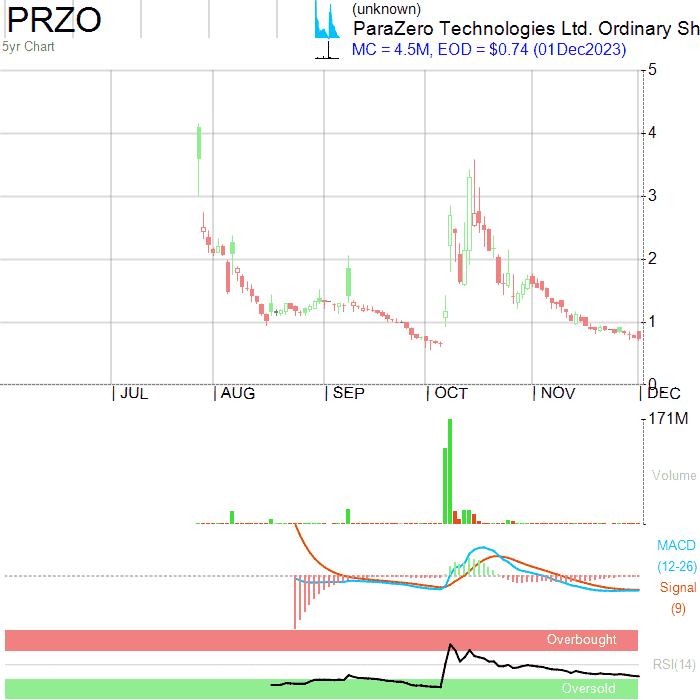 PRZO
(unknown)
ParaZero Technologies Ltd. Ordinary Sh
5yr Chart
MC = 4.5M, EOD = $0.74 (01Dec2023)
5
4
3
2
1
0
JUL AUG SEP OCT NOV DEC
171M
Volume
MACD
(12-26)
Signal
(9)
Overbought
RSI(14)
Oversold